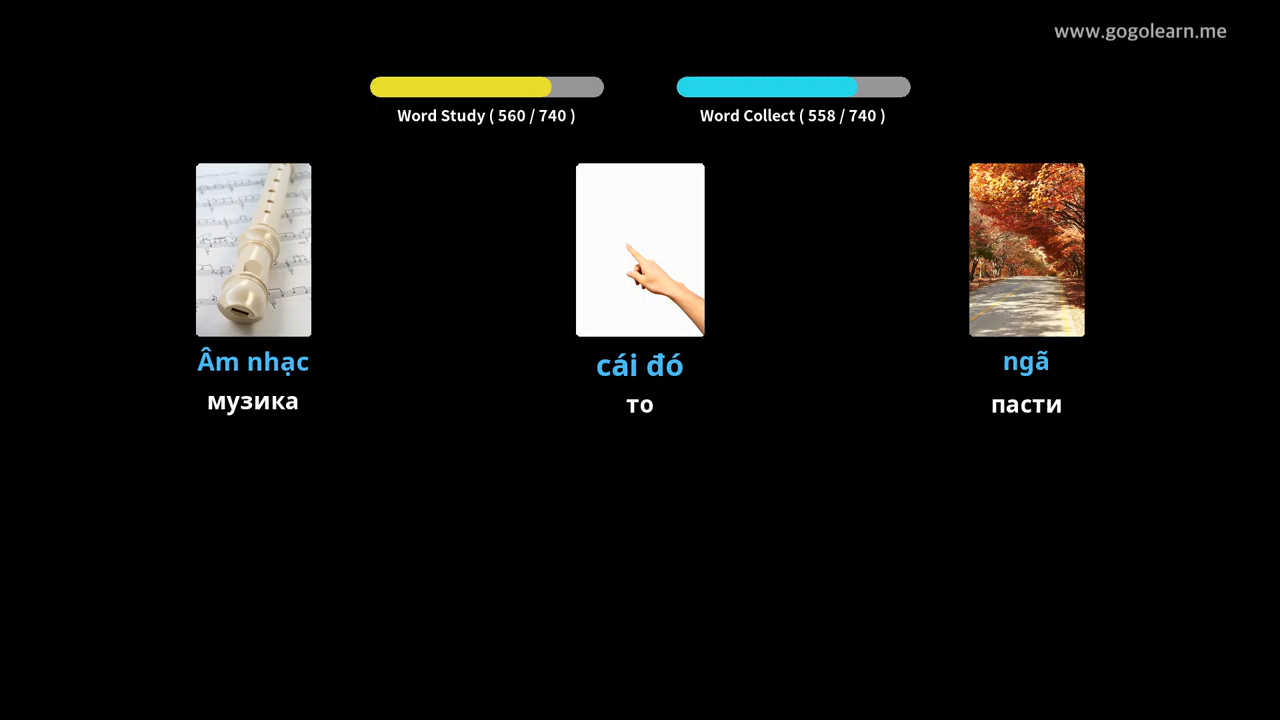 www.gogolearn.me
Word Study ( 560 / 740 )
Word Collect ( 558 / 740 )
Âm nhạc
музика
cái đó
то
ngã
пасти